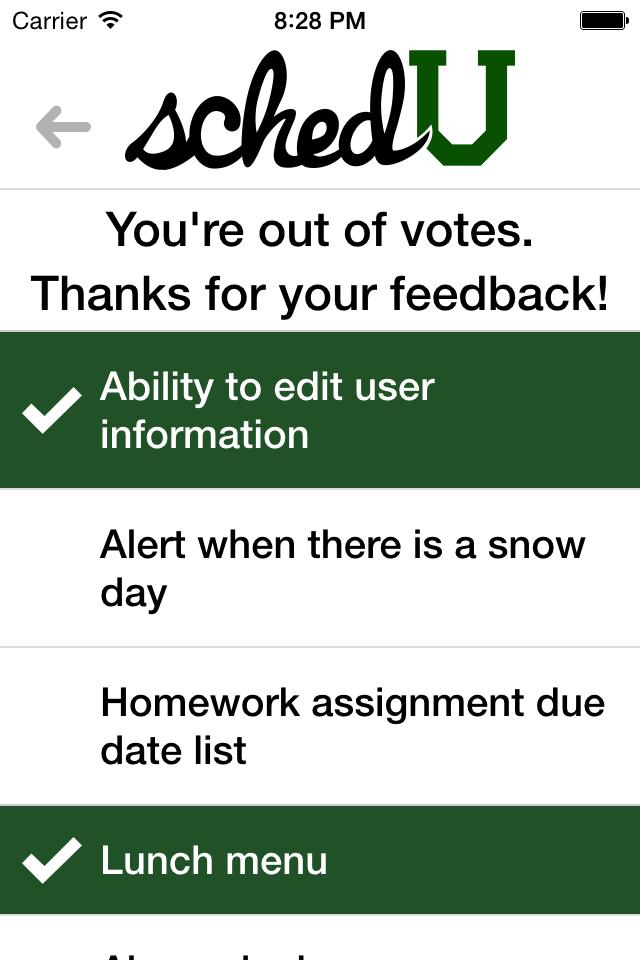 Carrier 8:28 PM
schedU
You're out of votes.
Thanks for your feedback!
Ability to edit user
information
Alert when there is a snow
day
Homework assignment due
date list
Lunch menu